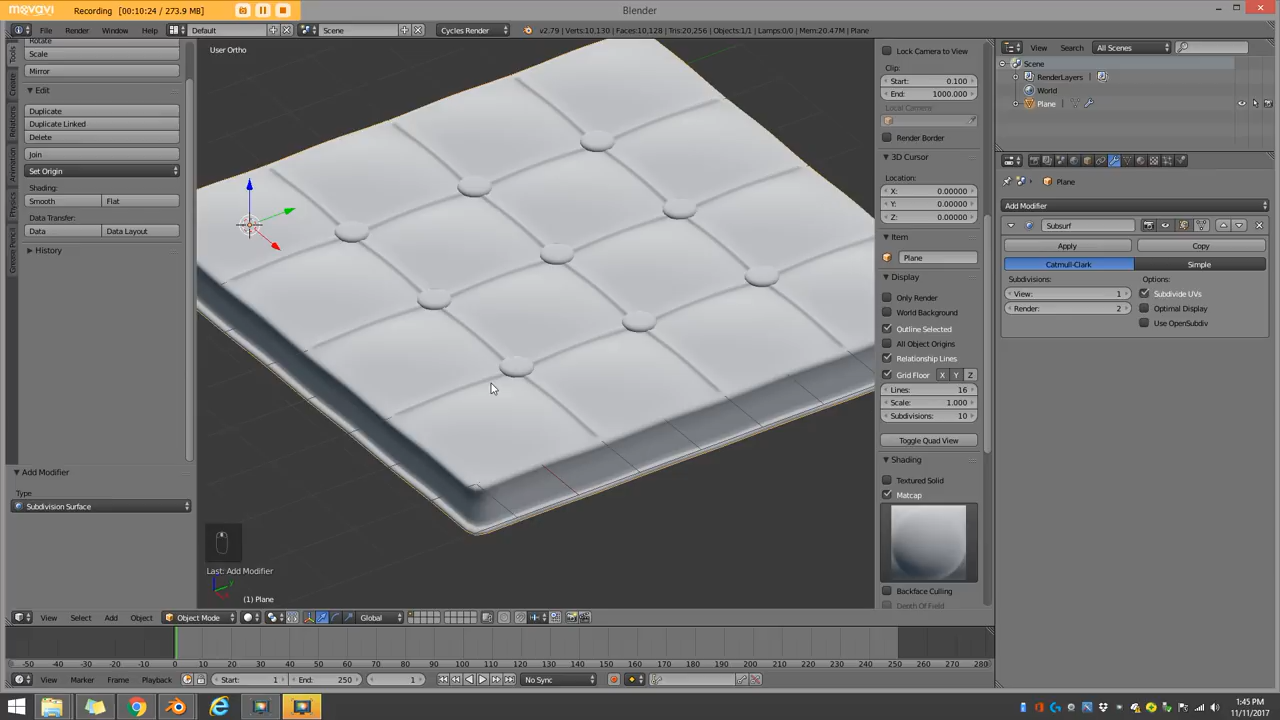 movavi Recording [00:10:24 / 273.9 MB]
Blender
File Render Window Help
Default
Scene
Cycles Render
v2.79 | Verts:10,130 | Faces:10,128 | Tris:20,256 | Objects:1/1 | Lamps:0/0 | Mem:20.47M | Plane
View Search All Scenes
Scene
RenderLayers
World
Plane
Tools
Create
Relations
Animation
Physics
Grease Pencil
Rotate
Scale
Mirror
Edit
Duplicate
Duplicate Linked
Delete
Join
Set Origin
Shading:
Smooth Flat
Data Transfer:
Data Data Layout
History
Add Modifier
Type
Subdivision Surface
User Ortho
Last: Add Modifier
(1) Plane
Lock Camera to View
Clip:
Start: 0.100
End: 1000.000
Local Camera:
Render Border
3D Cursor
Location:
X: 0.00000
Y: 0.00000
Z: 0.00000
Item
Plane
Display
Only Render
World Background
Outline Selected
All Object Origins
Relationship Lines
Grid Floor X Y Z
Lines: 16
Scale: 1.000
Subdivisions: 10
Toggle Quad View
Shading
Textured Solid
Matcap
Backface Culling
Depth Of Field
Plane
Add Modifier
Subsurf
Apply Copy
Catmull-Clark Simple
Subdivisions: Options:
View: 1 Subdivide UVs
Render: 2 Optimal Display
Use OpenSubdiv
View Select Add Object Object Mode Global
-50 -40 -30 -20 -10 0 10 20 30 40 50 60 70 80 90 100 110 120 130 140 150 160 170 180 190 200 210 220 230 240 250 260 270 280
View Marker Frame Playback Start: 1 End: 250 1 No Sync
1:45 PM
11/11/2017